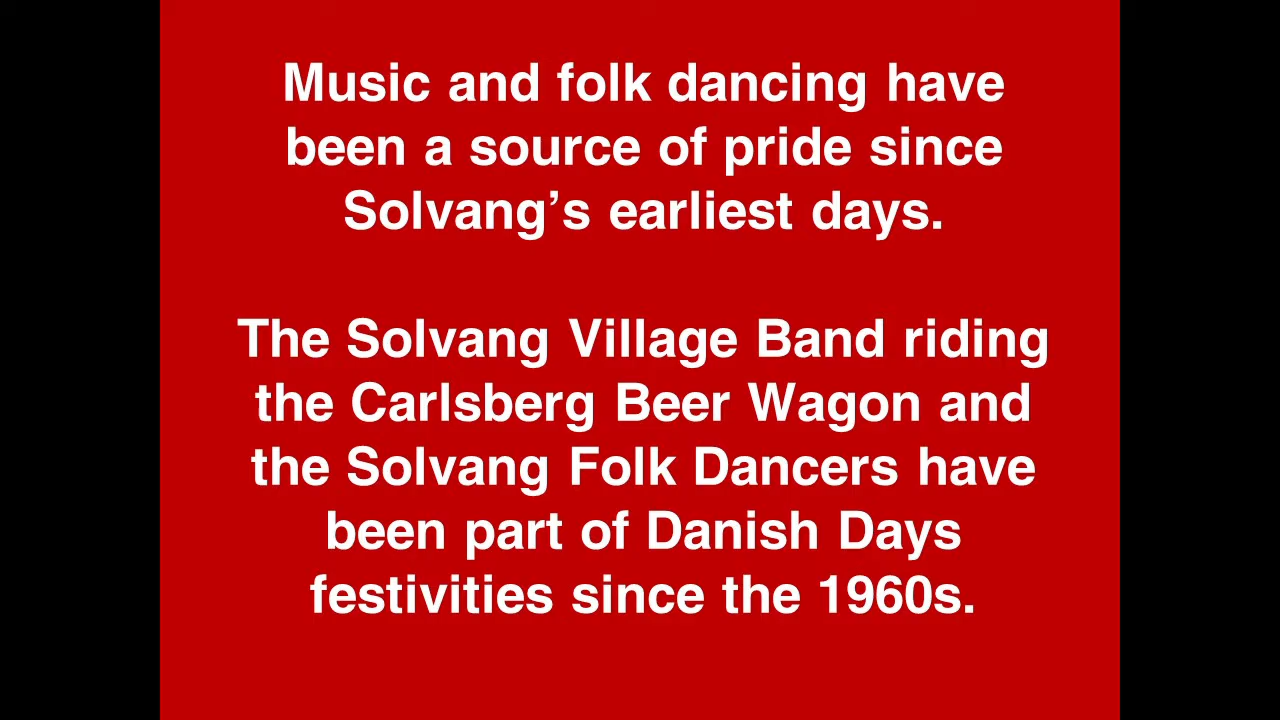 Music and folk dancing have
been a source of pride since
Solvang’s earliest days.
The Solvang Village Band riding
the Carlsberg Beer Wagon and
the Solvang Folk Dancers have
been part of Danish Days
festivities since the 1960s.